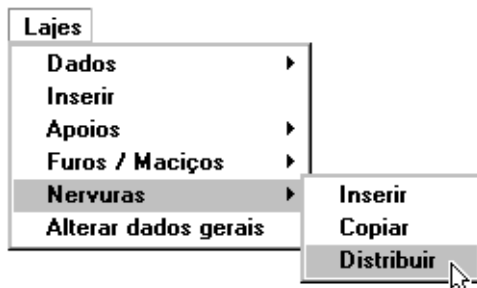 Lajes
Dados
Inserir
Apoios
Furos / Maciços
Nervuras
Alterar dados gerais
Inserir
Copiar
Distribuir